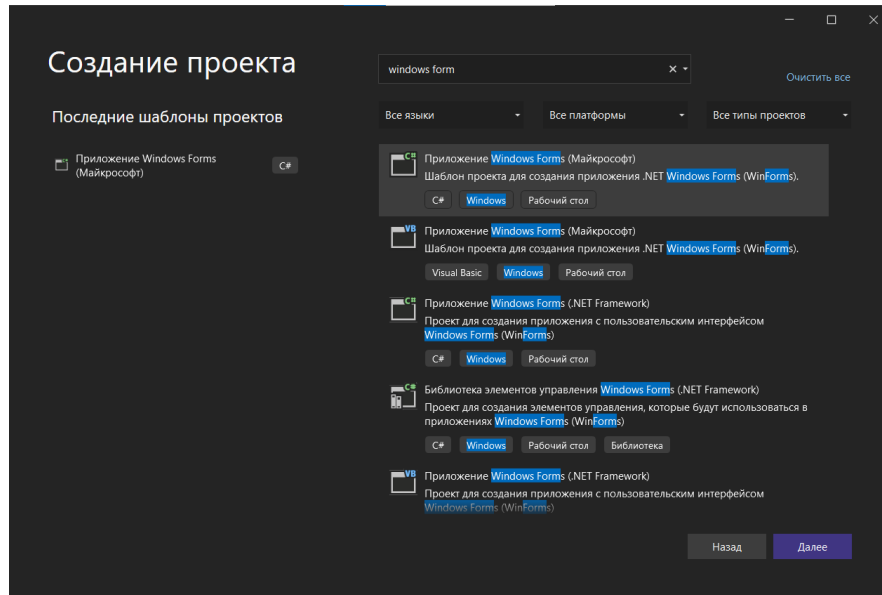 Создание проекта
windows form
Очистить все
Последние шаблоны проектов
Все языки
Все платформы
Все типы проектов
Приложение Windows Forms
(Майкрософт)
C#
Приложение Windows Forms (Майкрософт)
Шаблон проекта для создания приложения .NET Windows Forms (WinForms).
C# Windows Рабочий стол
Приложение Windows Forms (Майкрософт)
Шаблон проекта для создания приложения .NET Windows Forms (WinForms).
Visual Basic Windows Рабочий стол
Приложение Windows Forms (.NET Framework)
Проект для создания приложения с пользовательским интерфейсом
Windows Forms (WinForms)
C# Windows Рабочий стол
Библиотека элементов управления Windows Forms (.NET Framework)
Проект для создания элементов управления, которые будут использоваться в
приложениях Windows Forms (WinForms)
C# Windows Рабочий стол Библиотека
Приложение Windows Forms (.NET Framework)
Проект для создания приложения с пользовательским интерфейсом
Windows Forms (WinForms)
Назад
Далее